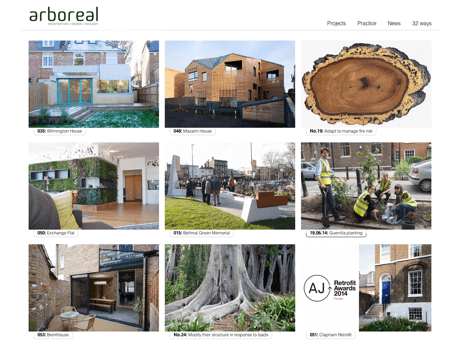 arboreal
ARCHITECTURE | DESIGN | ECOLOGY
Projects Practice News 32 ways
035: Wilmington House
048: Mazarin House
No.19: Adapt to manage fire risk
050: Exchange Flat
015: Bethnal Green Memorial
19.06.14: Guerrilla planting
AJ
Retrofit
Awards
2014
053: Brenthouse
No.24: Modify their structure in response to loads
051: Clapham Retrofit